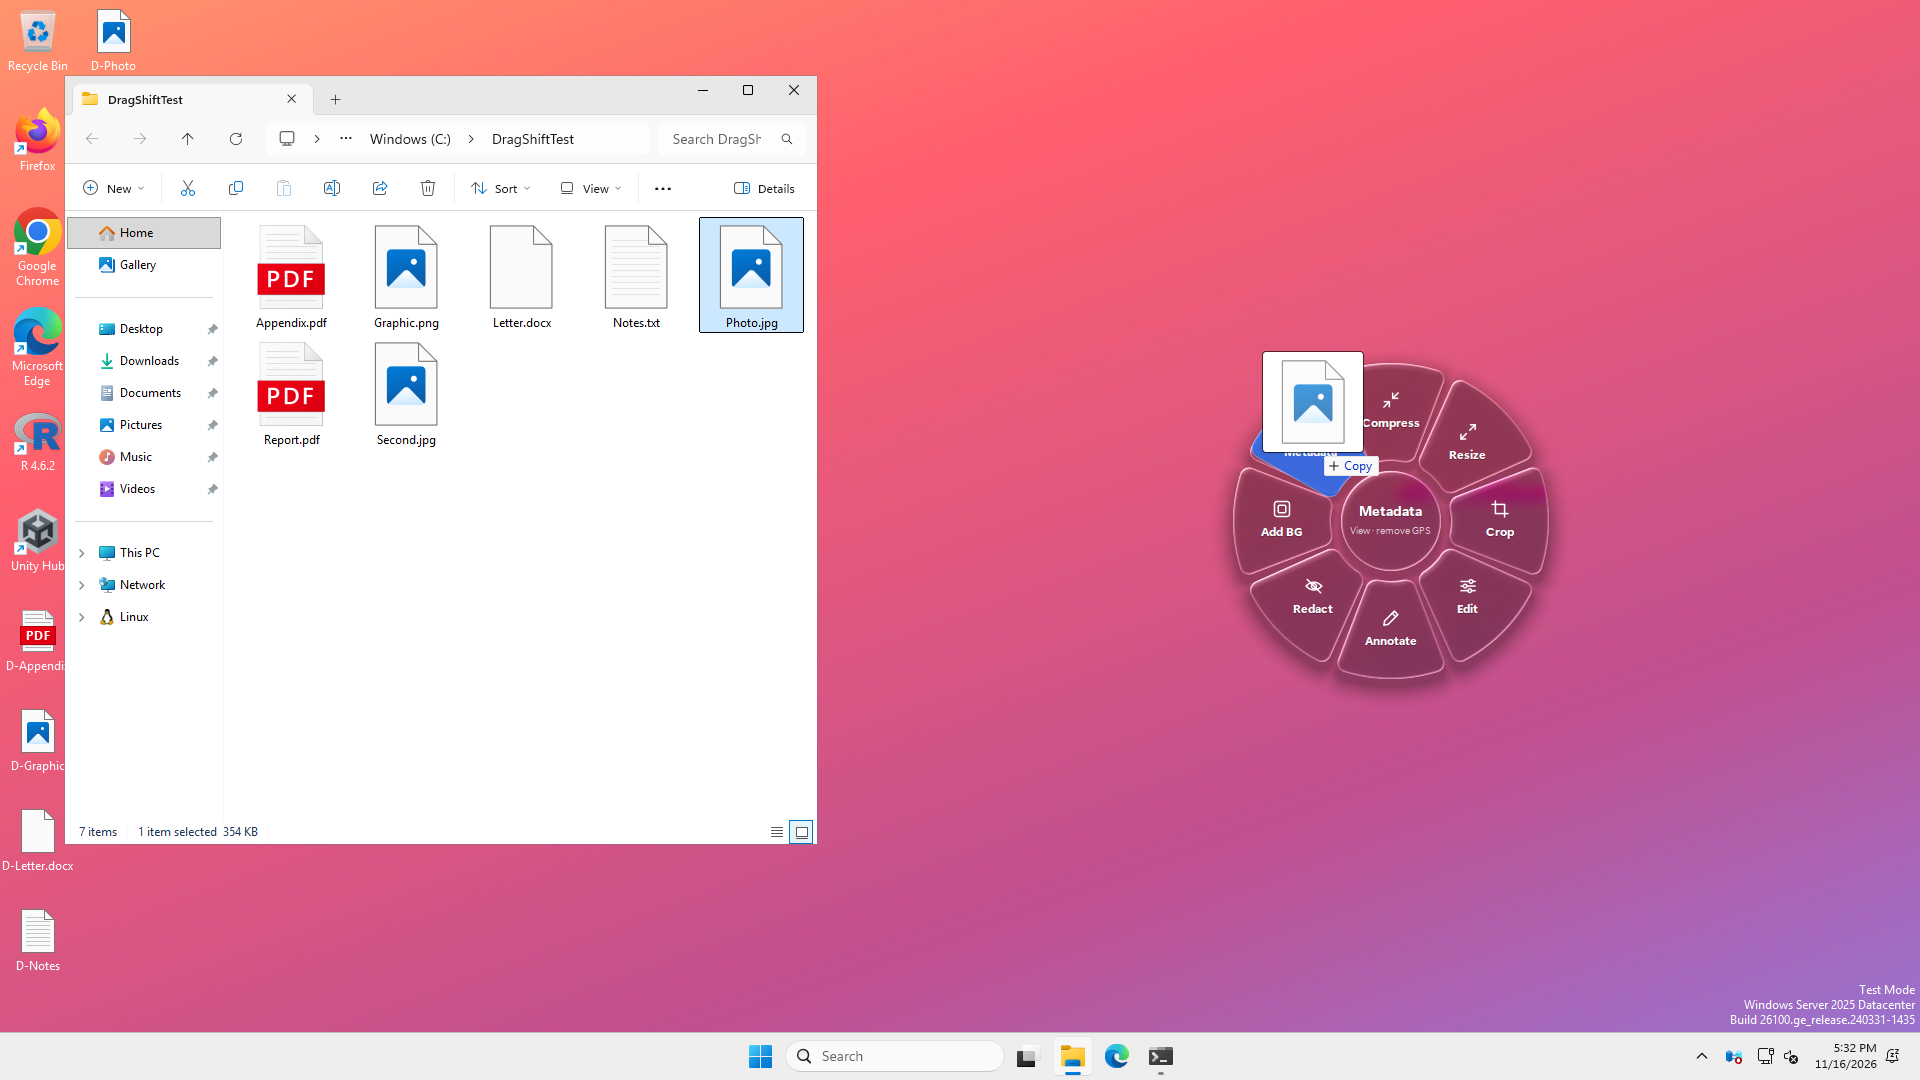 Recycle Bin
D-Photo
Firefox
Google
Chrome
Microsoft
Edge
R 4.6.2
Unity Hub
PDF
D-Appendi
D-Graphic
D-Letter.docx
D-Notes
DragShiftTest
Windows (C:)
DragShiftTest
Search DragSh
New
Sort
View
Details
Home
Gallery
Desktop
Downloads
Documents
Pictures
Music
Videos
This PC
Network
Linux
PDF
Appendix.pdf
Graphic.png
Letter.docx
Notes.txt
Photo.jpg
PDF
Report.pdf
Second.jpg
7 items
1 item selected 354 KB
Compress
Resize
Metadata
Copy
Add BG
Metadata
View · remove GPS
Crop
Redact
Edit
Annotate
Test Mode
Windows Server 2025 Datacenter
Build 26100.ge_release.240331-1435
Search
5:32 PM
11/16/2026